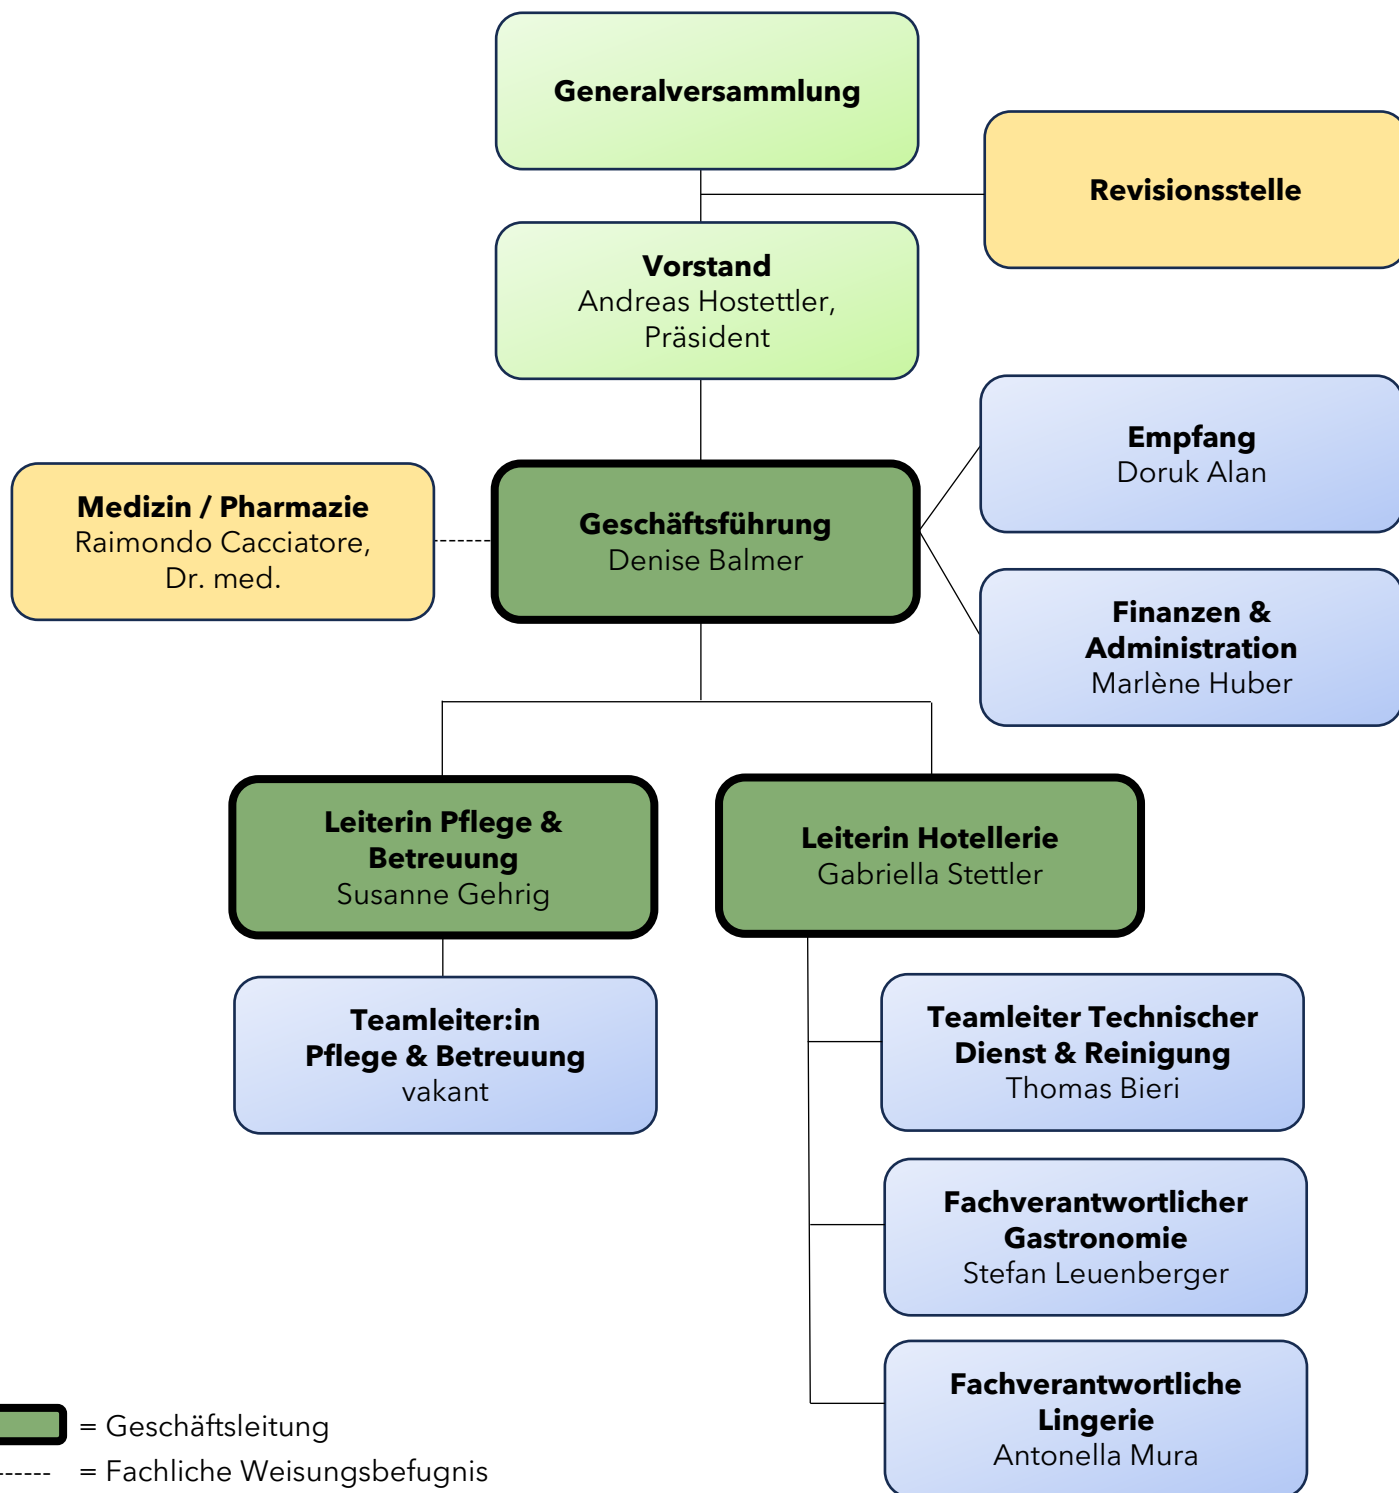 Generalversammlung
Revisionsstelle
Vorstand
Andreas Hostettler,
Präsident
Empfang
Doruk Alan
Medizin / Pharmazie
Raimondo Cacciatore,
Dr. med.
Geschäftsführung
Denise Balmer
Finanzen &
Administration
Marlène Huber
Leiterin Pflege &
Betreuung
Susanne Gehrig
Leiterin Hotellerie
Gabriella Stettler
Teamleiter:in
Pflege & Betreuung
vakant
Teamleiter Technischer
Dienst & Reinigung
Thomas Bieri
Fachverantwortlicher
Gastronomie
Stefan Leuenberger
Fachverantwortliche
Lingerie
Antonella Mura
= Geschäftsleitung
= Fachliche Weisungsbefugnis